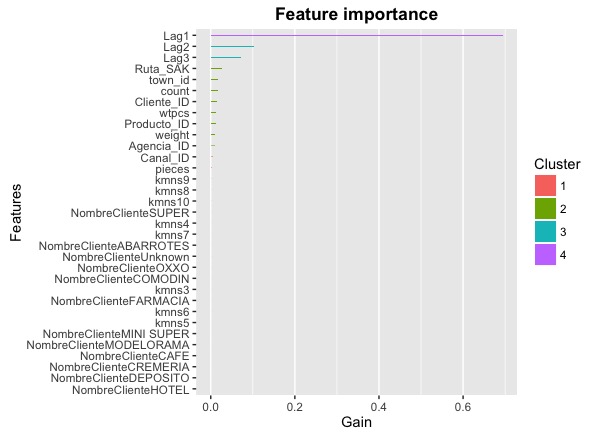 Feature importance
Features
Lag1
Lag2
Lag3
Ruta_SAK
town_id
count
Cliente_ID
wtpcs
Producto_ID
weight
Agencia_ID
Canal_ID
pieces
kmns9
kmns8
kmns10
NombreClienteSUPER
kmns4
kmns7
NombreClienteABARROTES
NombreClienteUnknown
NombreClienteOXXO
NombreClienteCOMODIN
kmns3
NombreClienteFARMACIA
kmns6
kmns5
NombreClienteMINI SUPER
NombreClienteMODELORAMA
NombreClienteCAFE
NombreClienteCREMERIA
NombreClienteDEPOSITO
NombreClienteHOTEL
0.0 0.2 0.4 0.6
Gain
Cluster
1
2
3
4